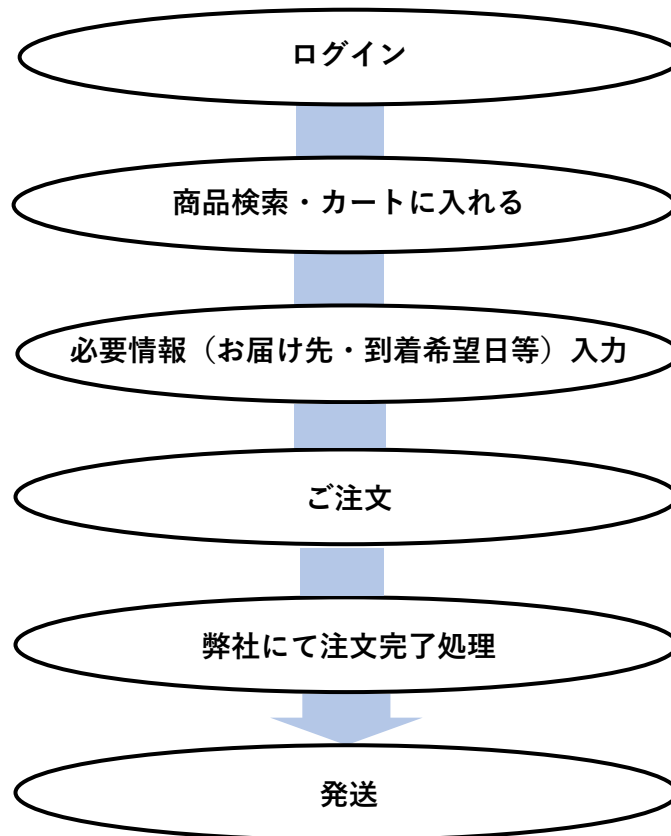 ログイン
商品検索・カートに入れる
必要情報（お届け先・到着希望日等）入力
ご注文
弊社にて注文完了処理
発送